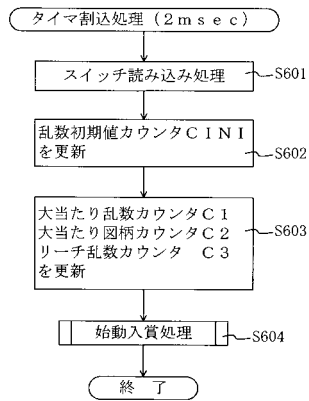 タイマ割込処理（２ｍｓｅｃ）
スイッチ読み込み処理
S601
乱数初期値カウンタＣＩＮＩ
を更新
S602
大当たり乱数カウンタＣ１
大当たり図柄カウンタＣ２
リーチ乱数カウンタ　Ｃ３
を更新
S603
始動入賞処理
S604
終　了